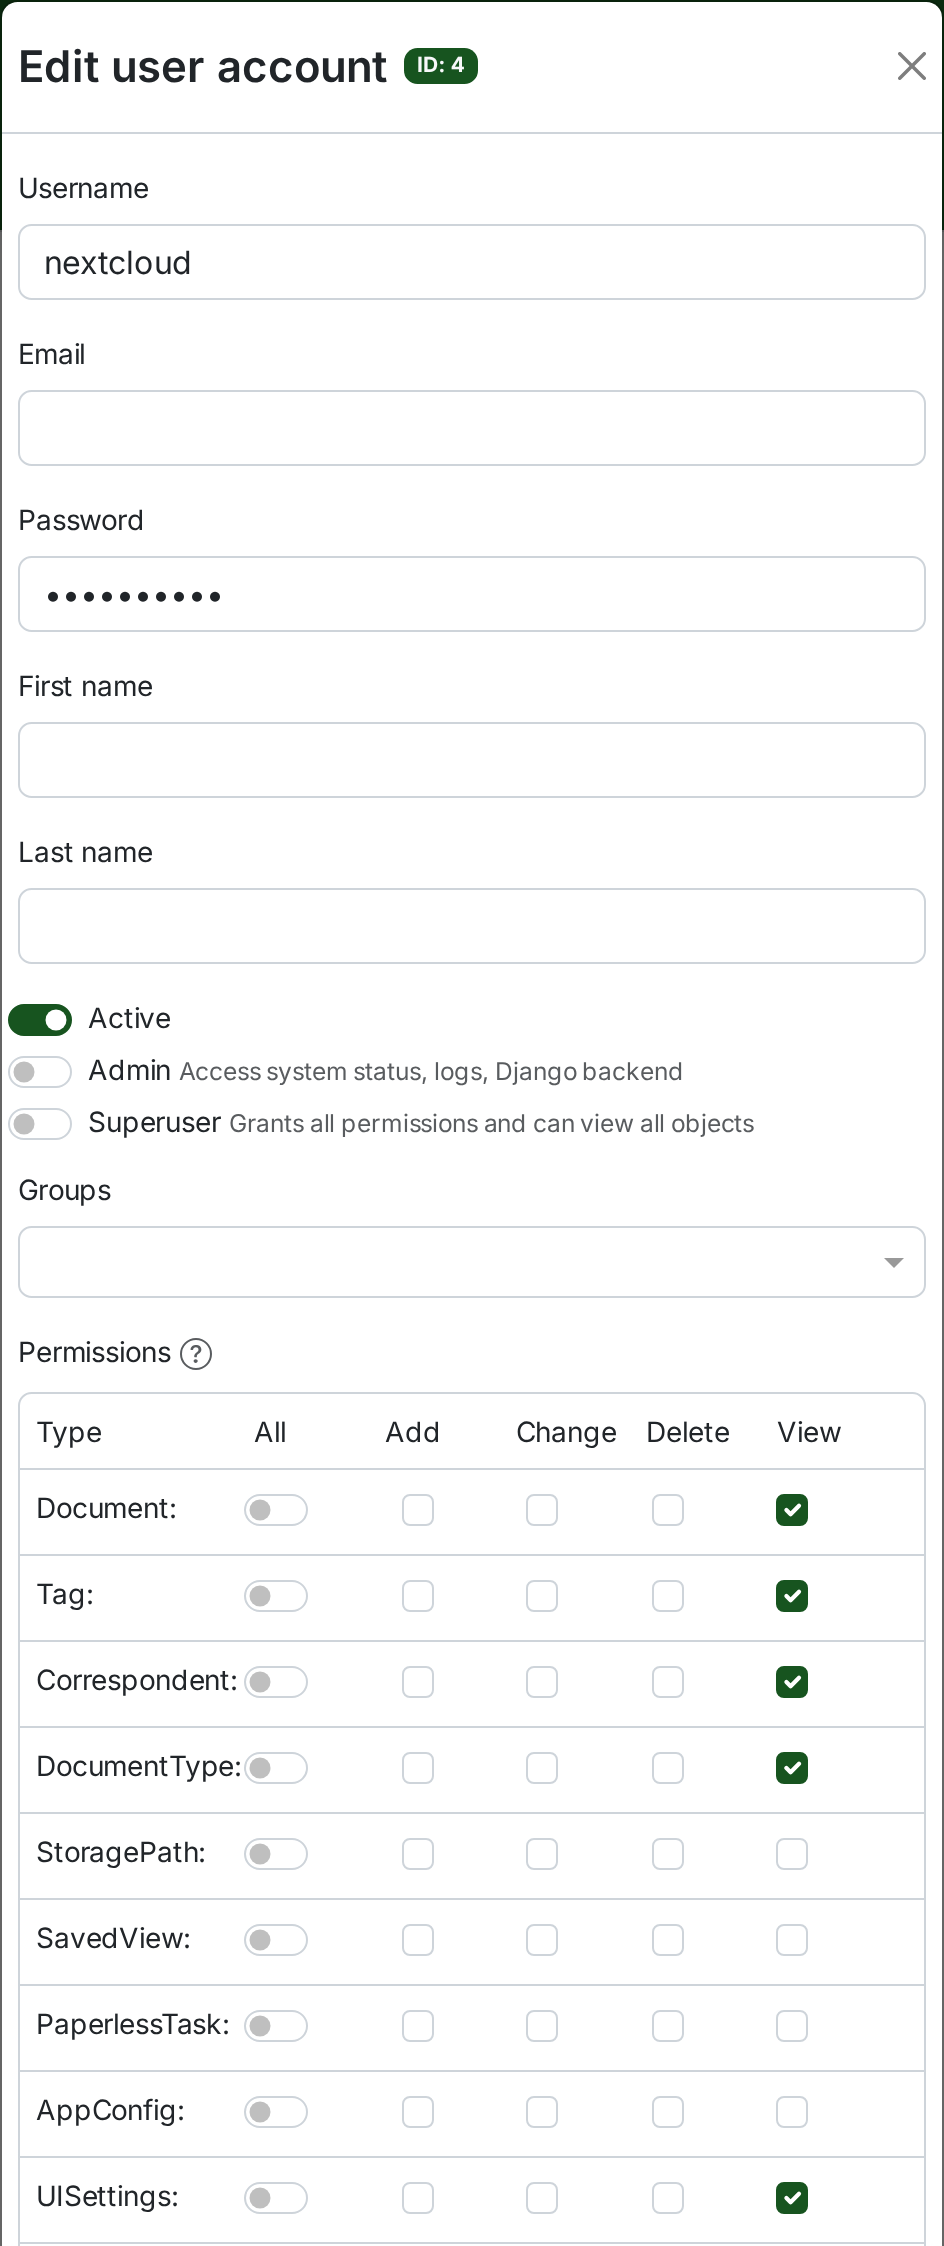 Edit user account ID: 4
Username
nextcloud
Email
Password
••••••••••
First name
Last name
Active
Admin Access system status, logs, Django backend
Superuser Grants all permissions and can view all objects
Groups
Permissions ?
Type All Add Change Delete View
Document:
Tag:
Correspondent:
DocumentType:
StoragePath:
SavedView:
PaperlessTask:
AppConfig:
UISettings: